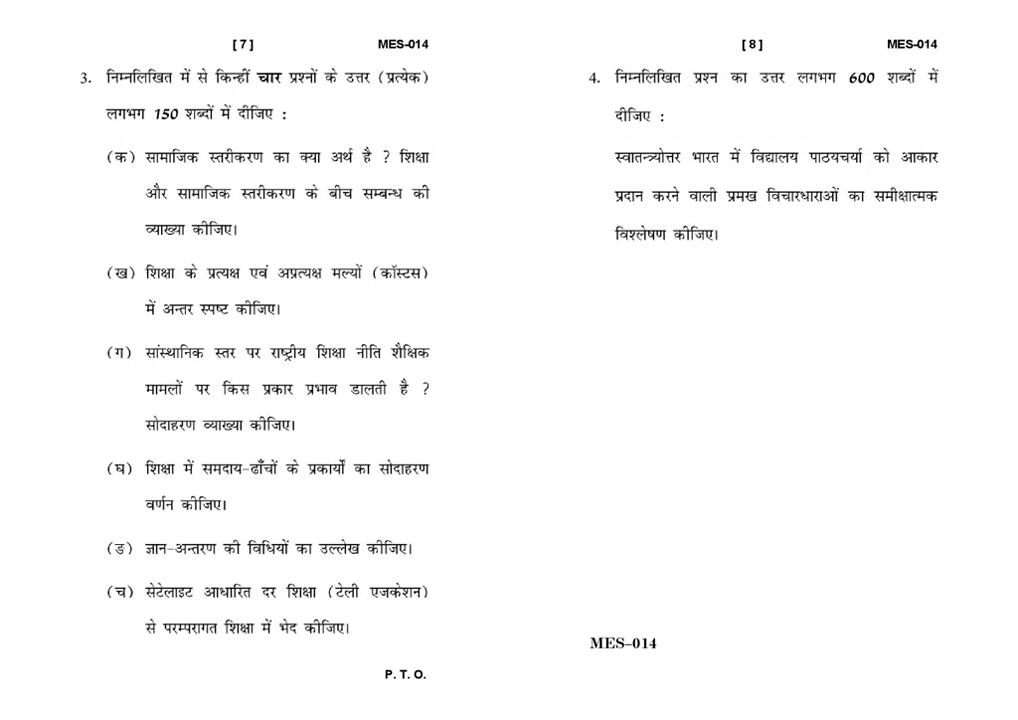 [ 7 ] MES-014
3. निम्नलिखित में से किन्हीं चार प्रश्नों के उत्तर (प्रत्येक)
लगभग 150 शब्दों में दीजिए :
(क) सामाजिक स्तरीकरण का क्या अर्थ है ? शिक्षा
और सामाजिक स्तरीकरण के बीच सम्बन्ध की
व्याख्या कीजिए।
(ख) शिक्षा के प्रत्यक्ष एवं अप्रत्यक्ष मल्यों (कॉस्टस)
में अन्तर स्पष्ट कीजिए।
(ग) सांस्थानिक स्तर पर राष्ट्रीय शिक्षा नीति शैक्षिक
मामलों पर किस प्रकार प्रभाव डालती है ?
सोदाहरण व्याख्या कीजिए।
(घ) शिक्षा में समदाय-ढाँचों के प्रकार्यों का सोदाहरण
वर्णन कीजिए।
(ङ) ज्ञान-अन्तरण की विधियों का उल्लेख कीजिए।
(च) सेटेलाइट आधारित दर शिक्षा (टेली एजकेशन)
से परम्परागत शिक्षा में भेद कीजिए।
P. T. O.
[ 8 ] MES-014
4. निम्नलिखित प्रश्न का उत्तर लगभग 600 शब्दों में
दीजिए :
स्वातन्त्र्योत्तर भारत में विद्यालय पाठयचर्या को आकार
प्रदान करने वाली प्रमख विचारधाराओं का समीक्षात्मक
विश्लेषण कीजिए।
MES–014